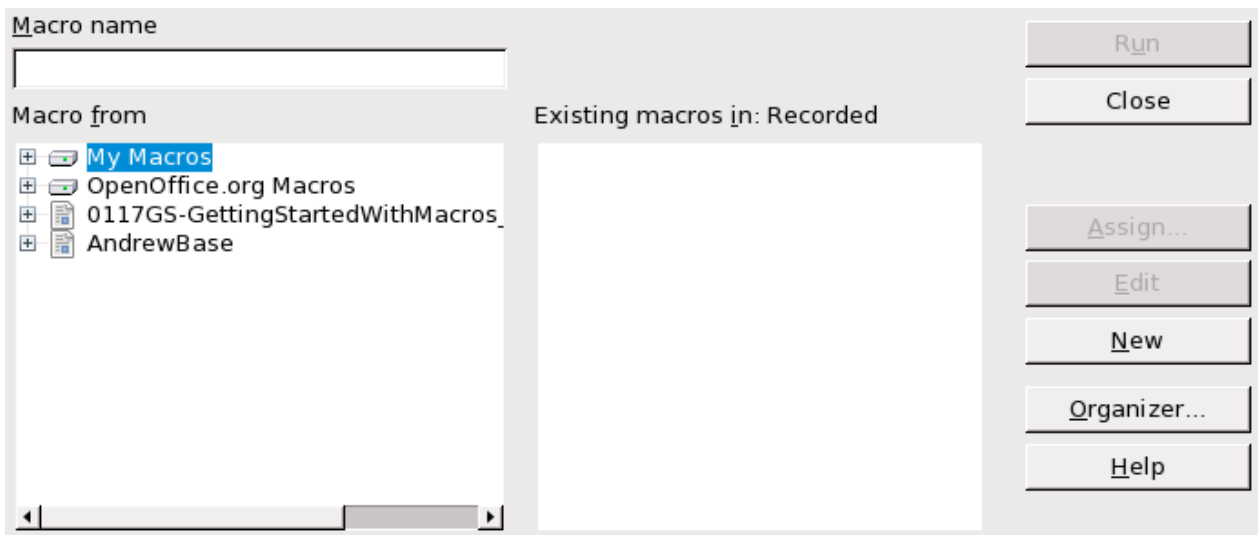 Macro name
Run
Close
Macro from
Existing macros in: Recorded
My Macros
OpenOffice.org Macros
0117GS-GettingStartedWithMacros_
AndrewBase
Assign...
Edit
New
Organizer...
Help